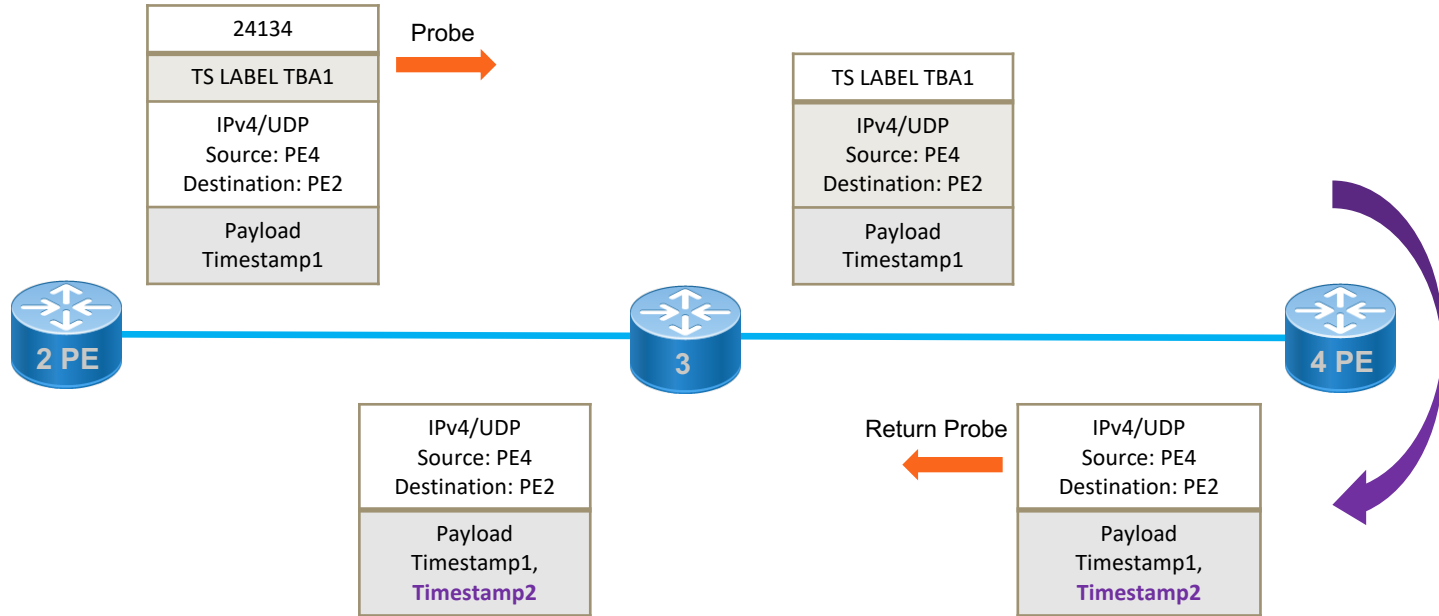 24134
TS LABEL TBA1
IPv4/UDP
Source: PE4
Destination: PE2
Payload
Timestamp1
Probe
TS LABEL TBA1
IPv4/UDP
Source: PE4
Destination: PE2
Payload
Timestamp1
2 PE
3
4 PE
IPv4/UDP
Source: PE4
Destination: PE2
Payload
Timestamp1,
Timestamp2
Return Probe
IPv4/UDP
Source: PE4
Destination: PE2
Payload
Timestamp1,
Timestamp2